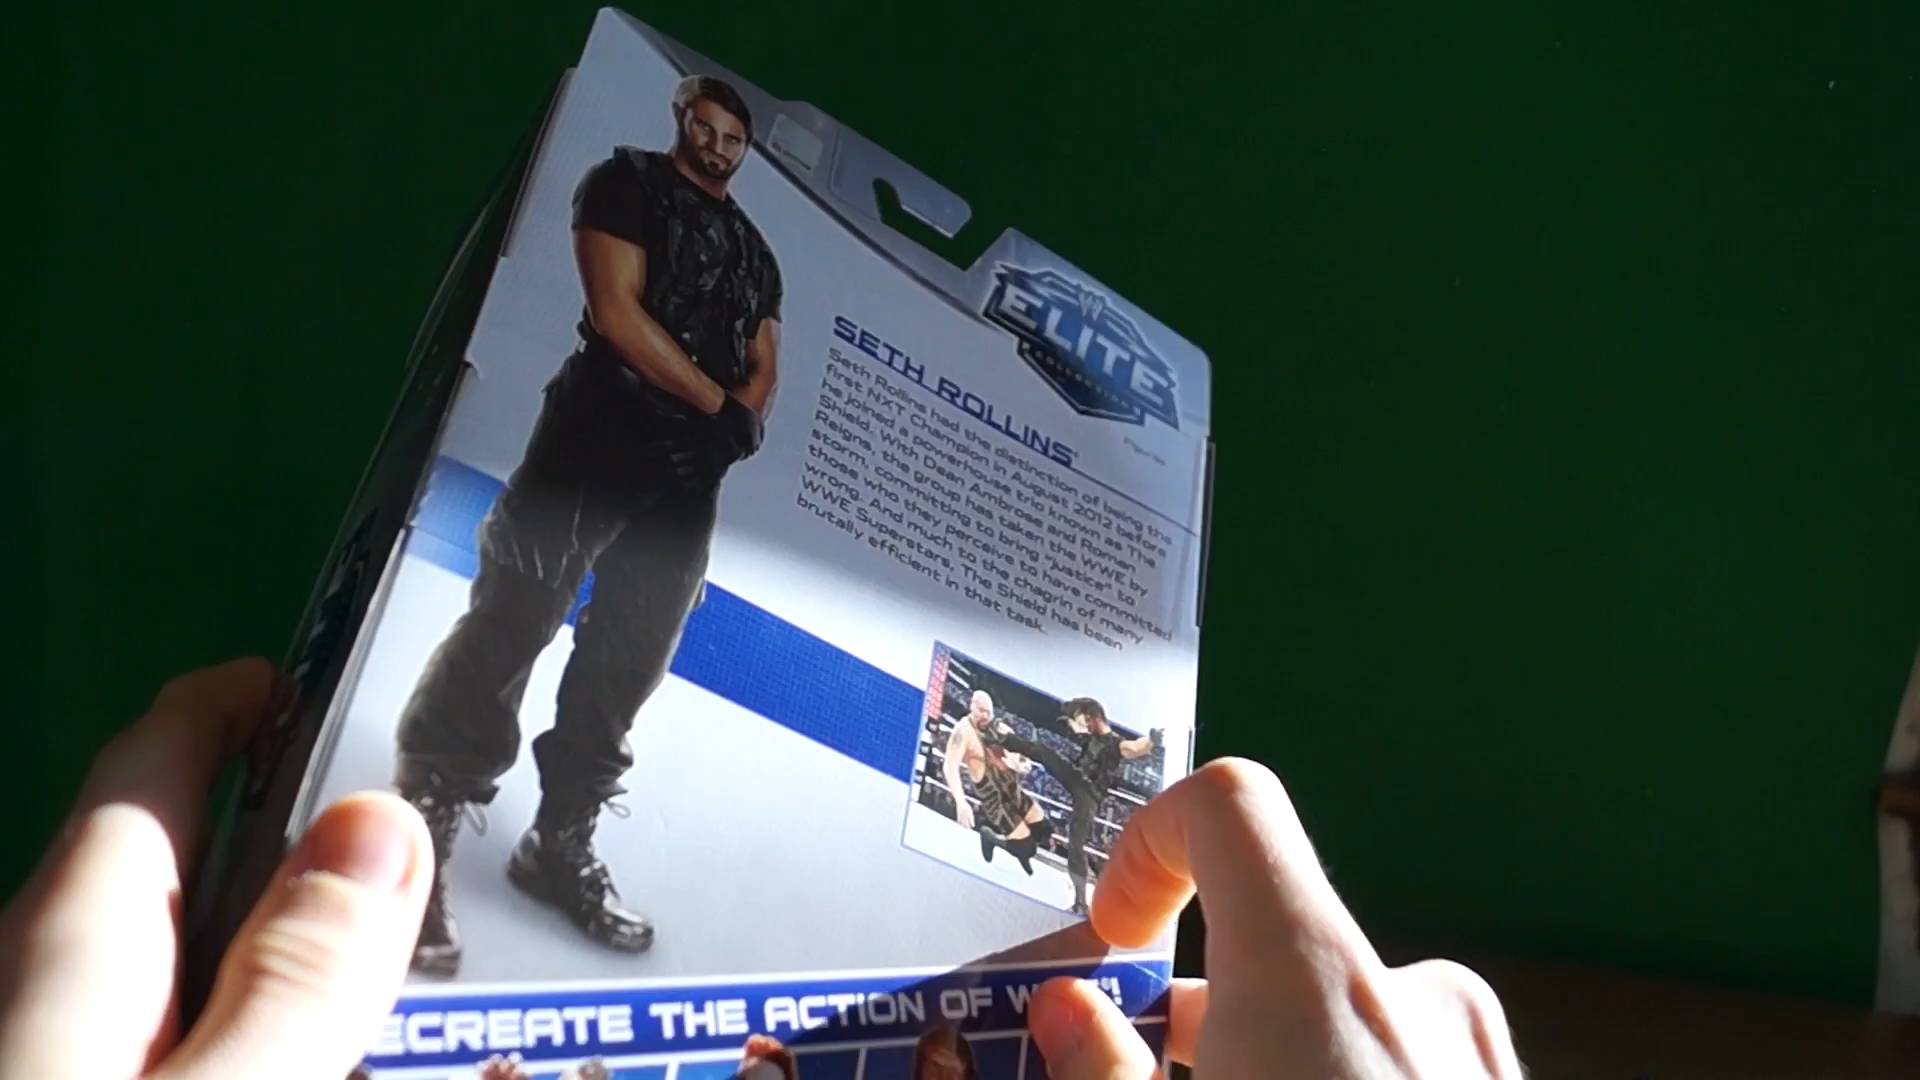 W
ELITE
COLLECTION
SETH ROLLINS
Seth Rollins had the distinction of being the
first NXT Champion in August 2012 before
he joined a powerhouse trio known as The
Shield. With Dean Ambrose and Roman
Reigns, the group has taken the WWE by
storm, committing to bring "justice" to
those who they perceive to have committed
wrong. And much to the chagrin of many
WWE Superstars, The Shield has been
brutally efficient in that task.
ECREATE THE ACTION OF W